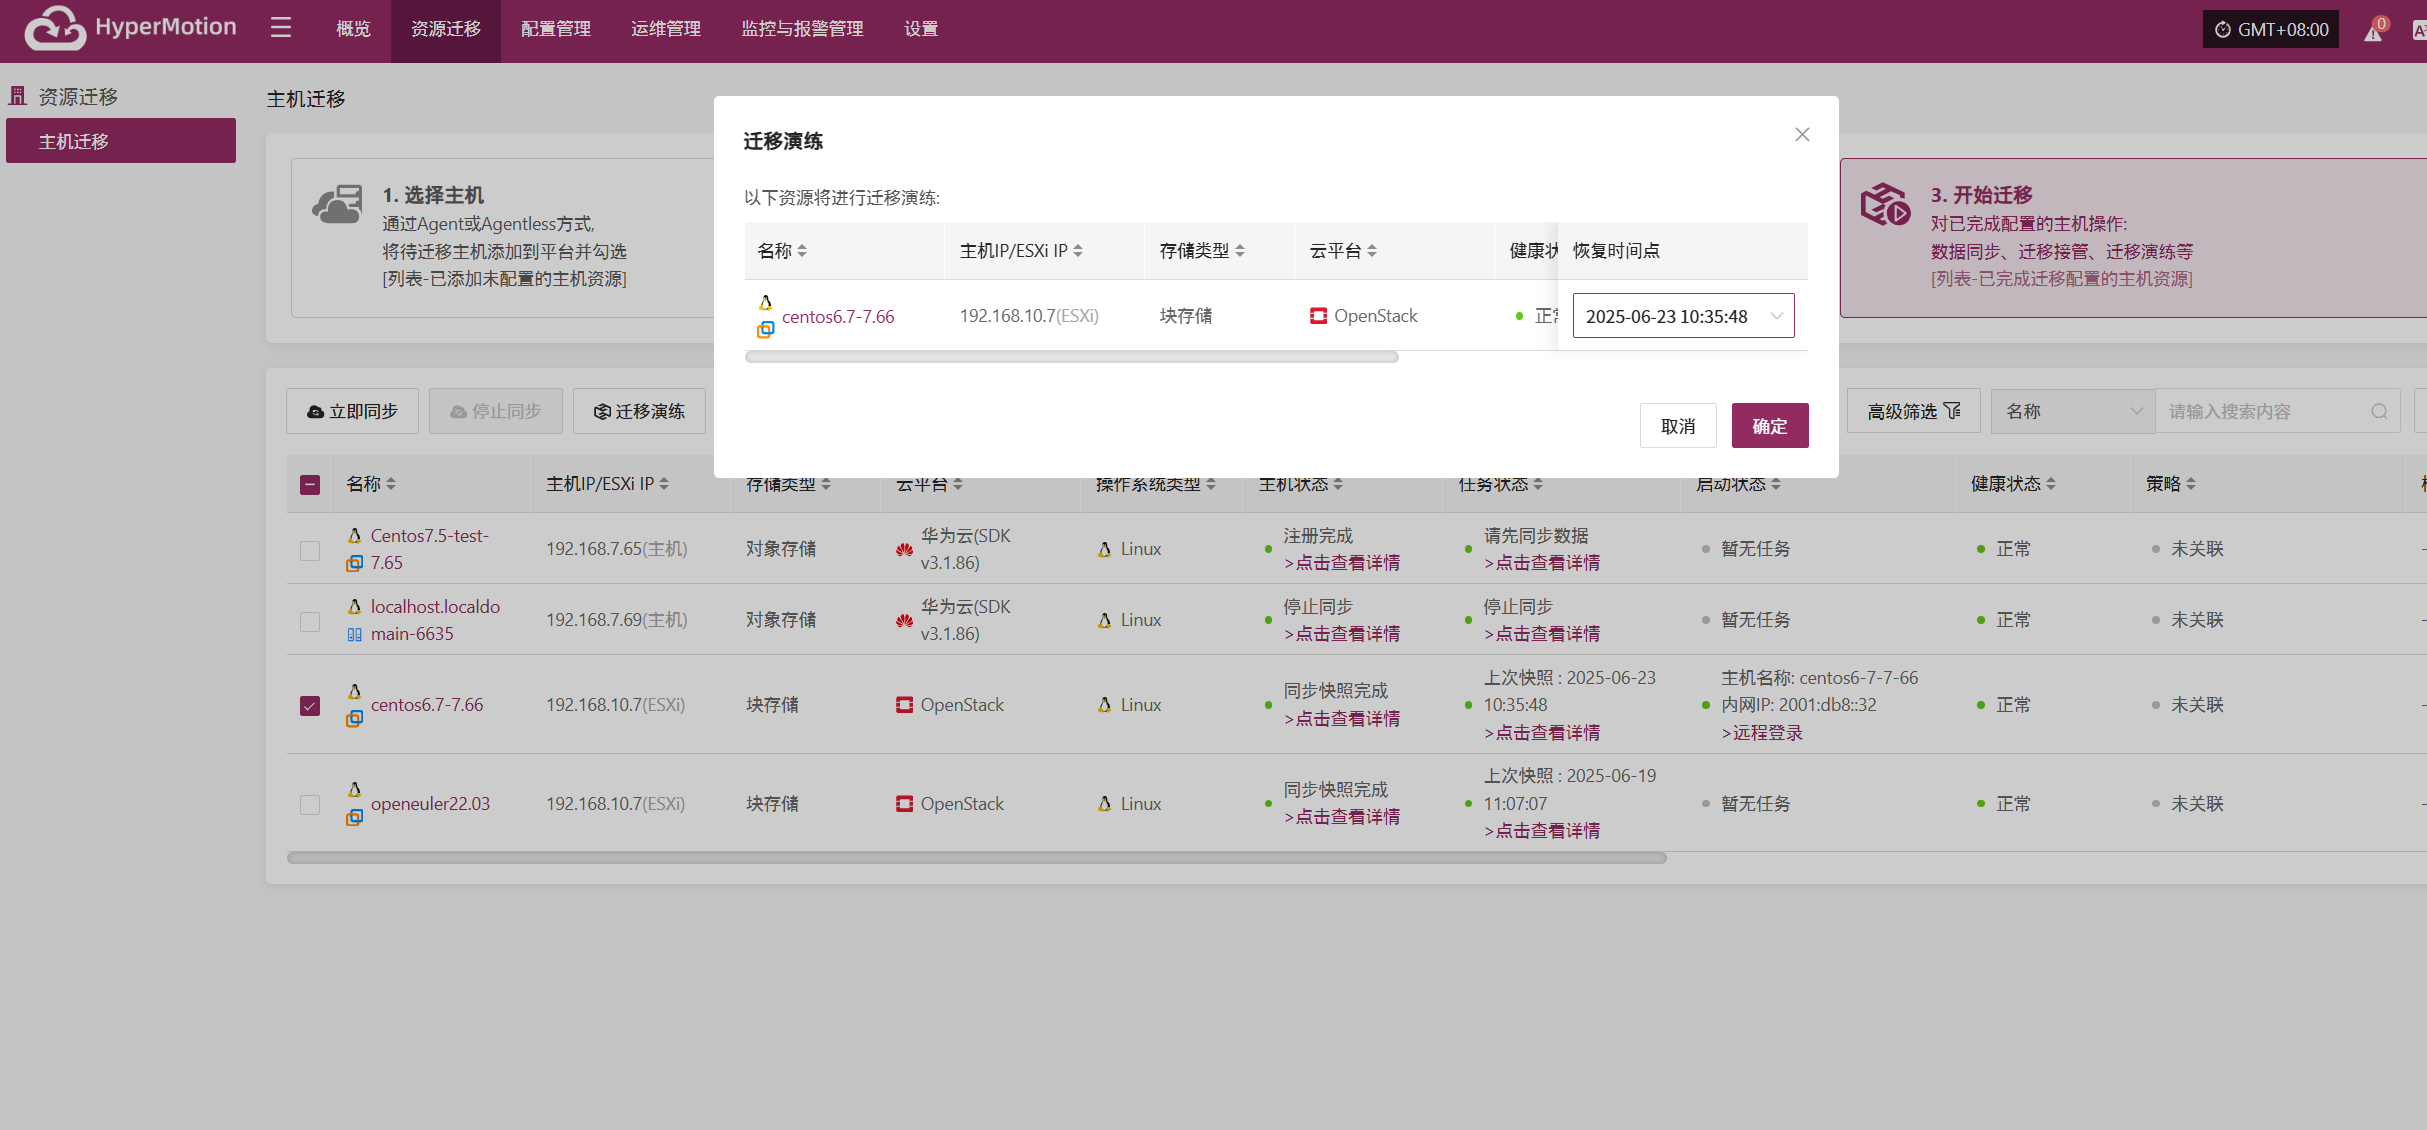 HyperMotion
概览
资源迁移
配置管理
运维管理
监控与报警管理
设置
GMT+08:00
0
资源迁移
主机迁移
主机迁移
1. 选择主机
通过Agent或Agentless方式,
将待迁移主机添加到平台并勾选
[列表-已添加未配置的主机资源]
3. 开始迁移
对已完成配置的主机操作:
数据同步、迁移接管、迁移演练等
[列表-已完成迁移配置的主机资源]
迁移演练
以下资源将进行迁移演练:
名称 主机IP/ESXi IP 存储类型 云平台 健康状 恢复时间点
centos6.7-7.66 192.168.10.7(ESXi) 块存储 OpenStack 正常 2025-06-23 10:35:48
取消 确定
立即同步 停止同步 迁移演练 高级筛选 名称 请输入搜索内容
名称 主机IP/ESXi IP 存储类型 云平台 操作系统类型 主机状态 任务状态 启动状态 健康状态 策略
Centos7.5-test-
7.65
192.168.7.65(主机)
对象存储
华为云(SDK
v3.1.86)
Linux
注册完成
>点击查看详情
请先同步数据
>点击查看详情
暂无任务
正常
未关联
localhost.localdo
main-6635
192.168.7.69(主机)
对象存储
华为云(SDK
v3.1.86)
Linux
停止同步
>点击查看详情
停止同步
>点击查看详情
暂无任务
正常
未关联
centos6.7-7.66
192.168.10.7(ESXi)
块存储
OpenStack
Linux
同步快照完成
>点击查看详情
上次快照 : 2025-06-23
10:35:48
>点击查看详情
主机名称: centos6-7-7-66
内网IP: 2001:db8::32
>远程登录
正常
未关联
openeuler22.03
192.168.10.7(ESXi)
块存储
OpenStack
Linux
同步快照完成
>点击查看详情
上次快照 : 2025-06-19
11:07:07
>点击查看详情
暂无任务
正常
未关联